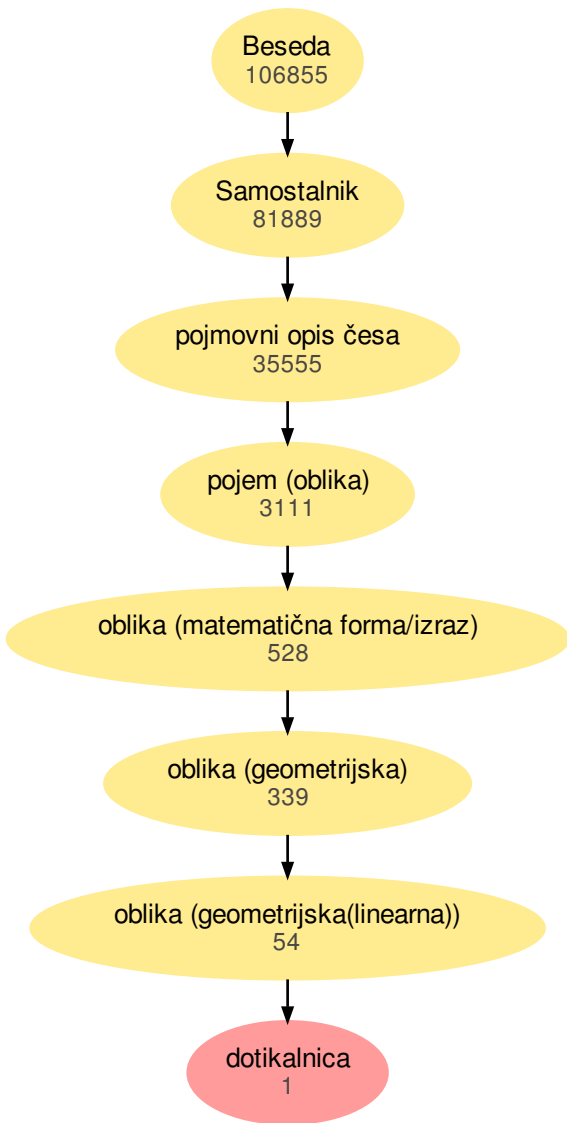 Beseda
106855
Samostalnik
81889
pojmovni opis česa
35555
pojem (oblika)
3111
oblika (matematična forma/izraz)
528
oblika (geometrijska)
339
oblika (geometrijska(linearna))
54
dotikalnica
1